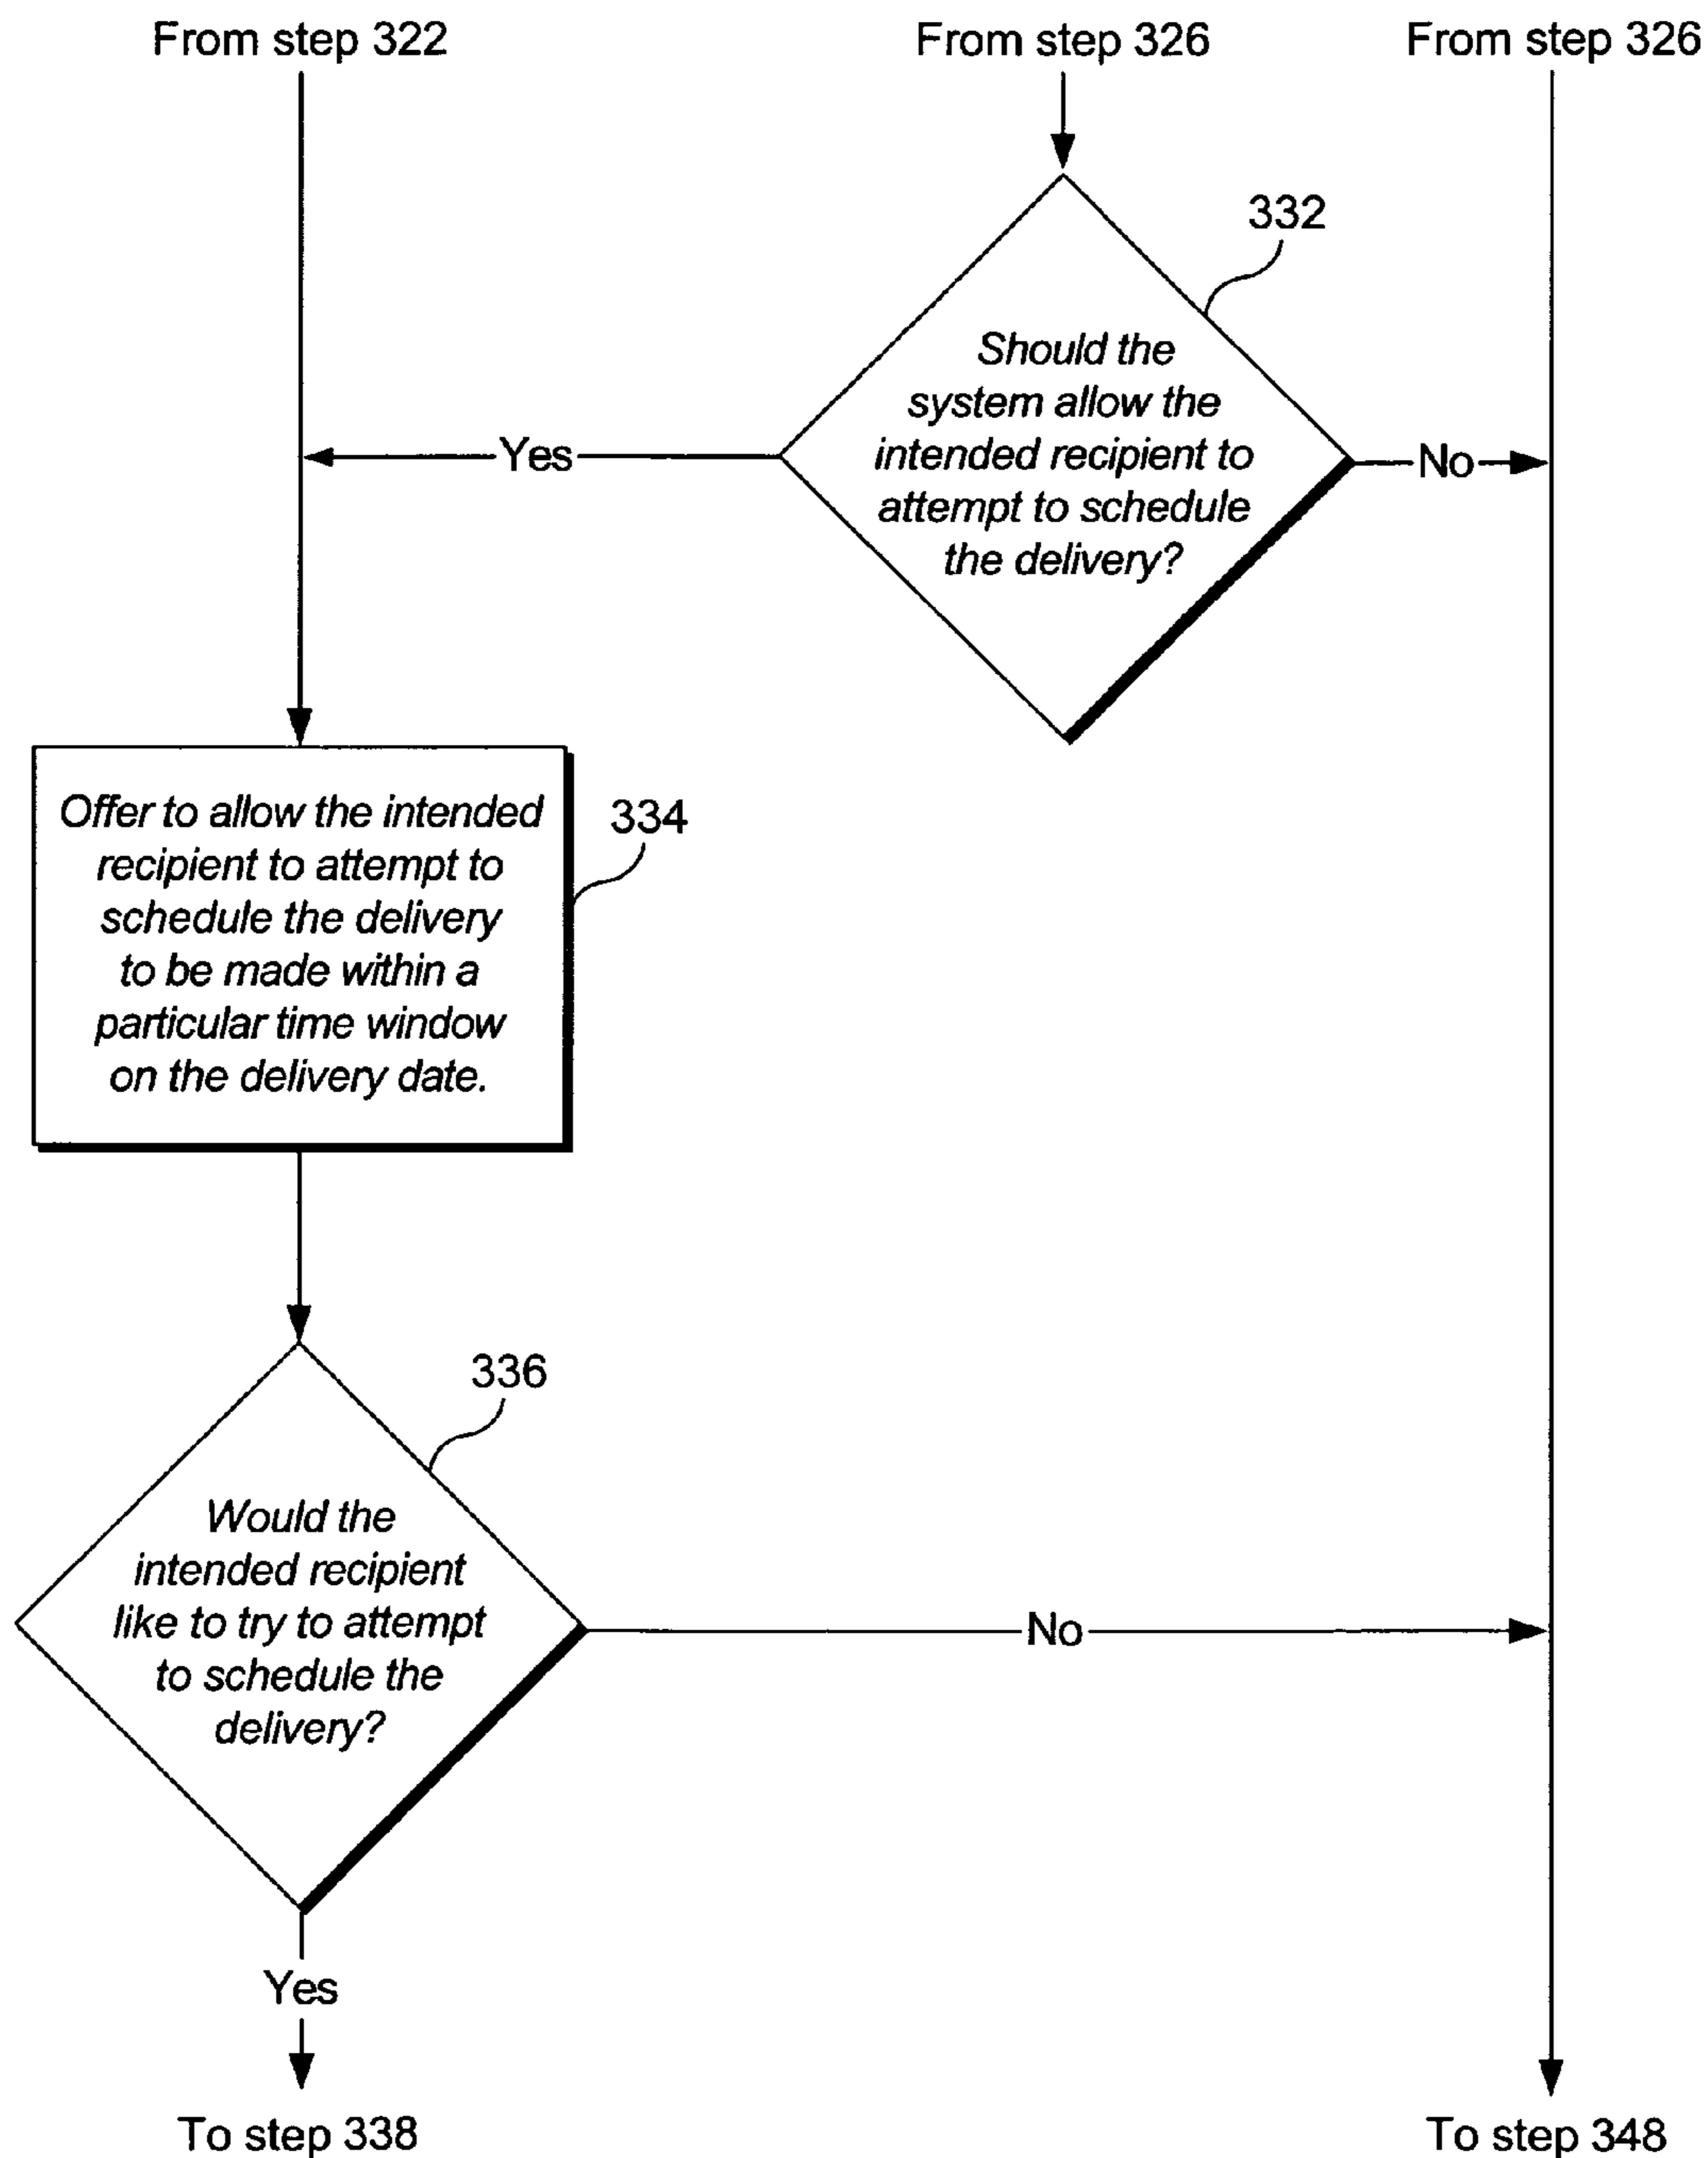 From step 322
From step 326
From step 326
332
Should the
system allow the
intended recipient to
attempt to schedule
the delivery?
Yes
No
Offer to allow the intended
recipient to attempt to
schedule the delivery
to be made within a
particular time window
on the delivery date.
334
336
Would the
intended recipient
like to try to attempt
to schedule the
delivery?
No
Yes
To step 338
To step 348